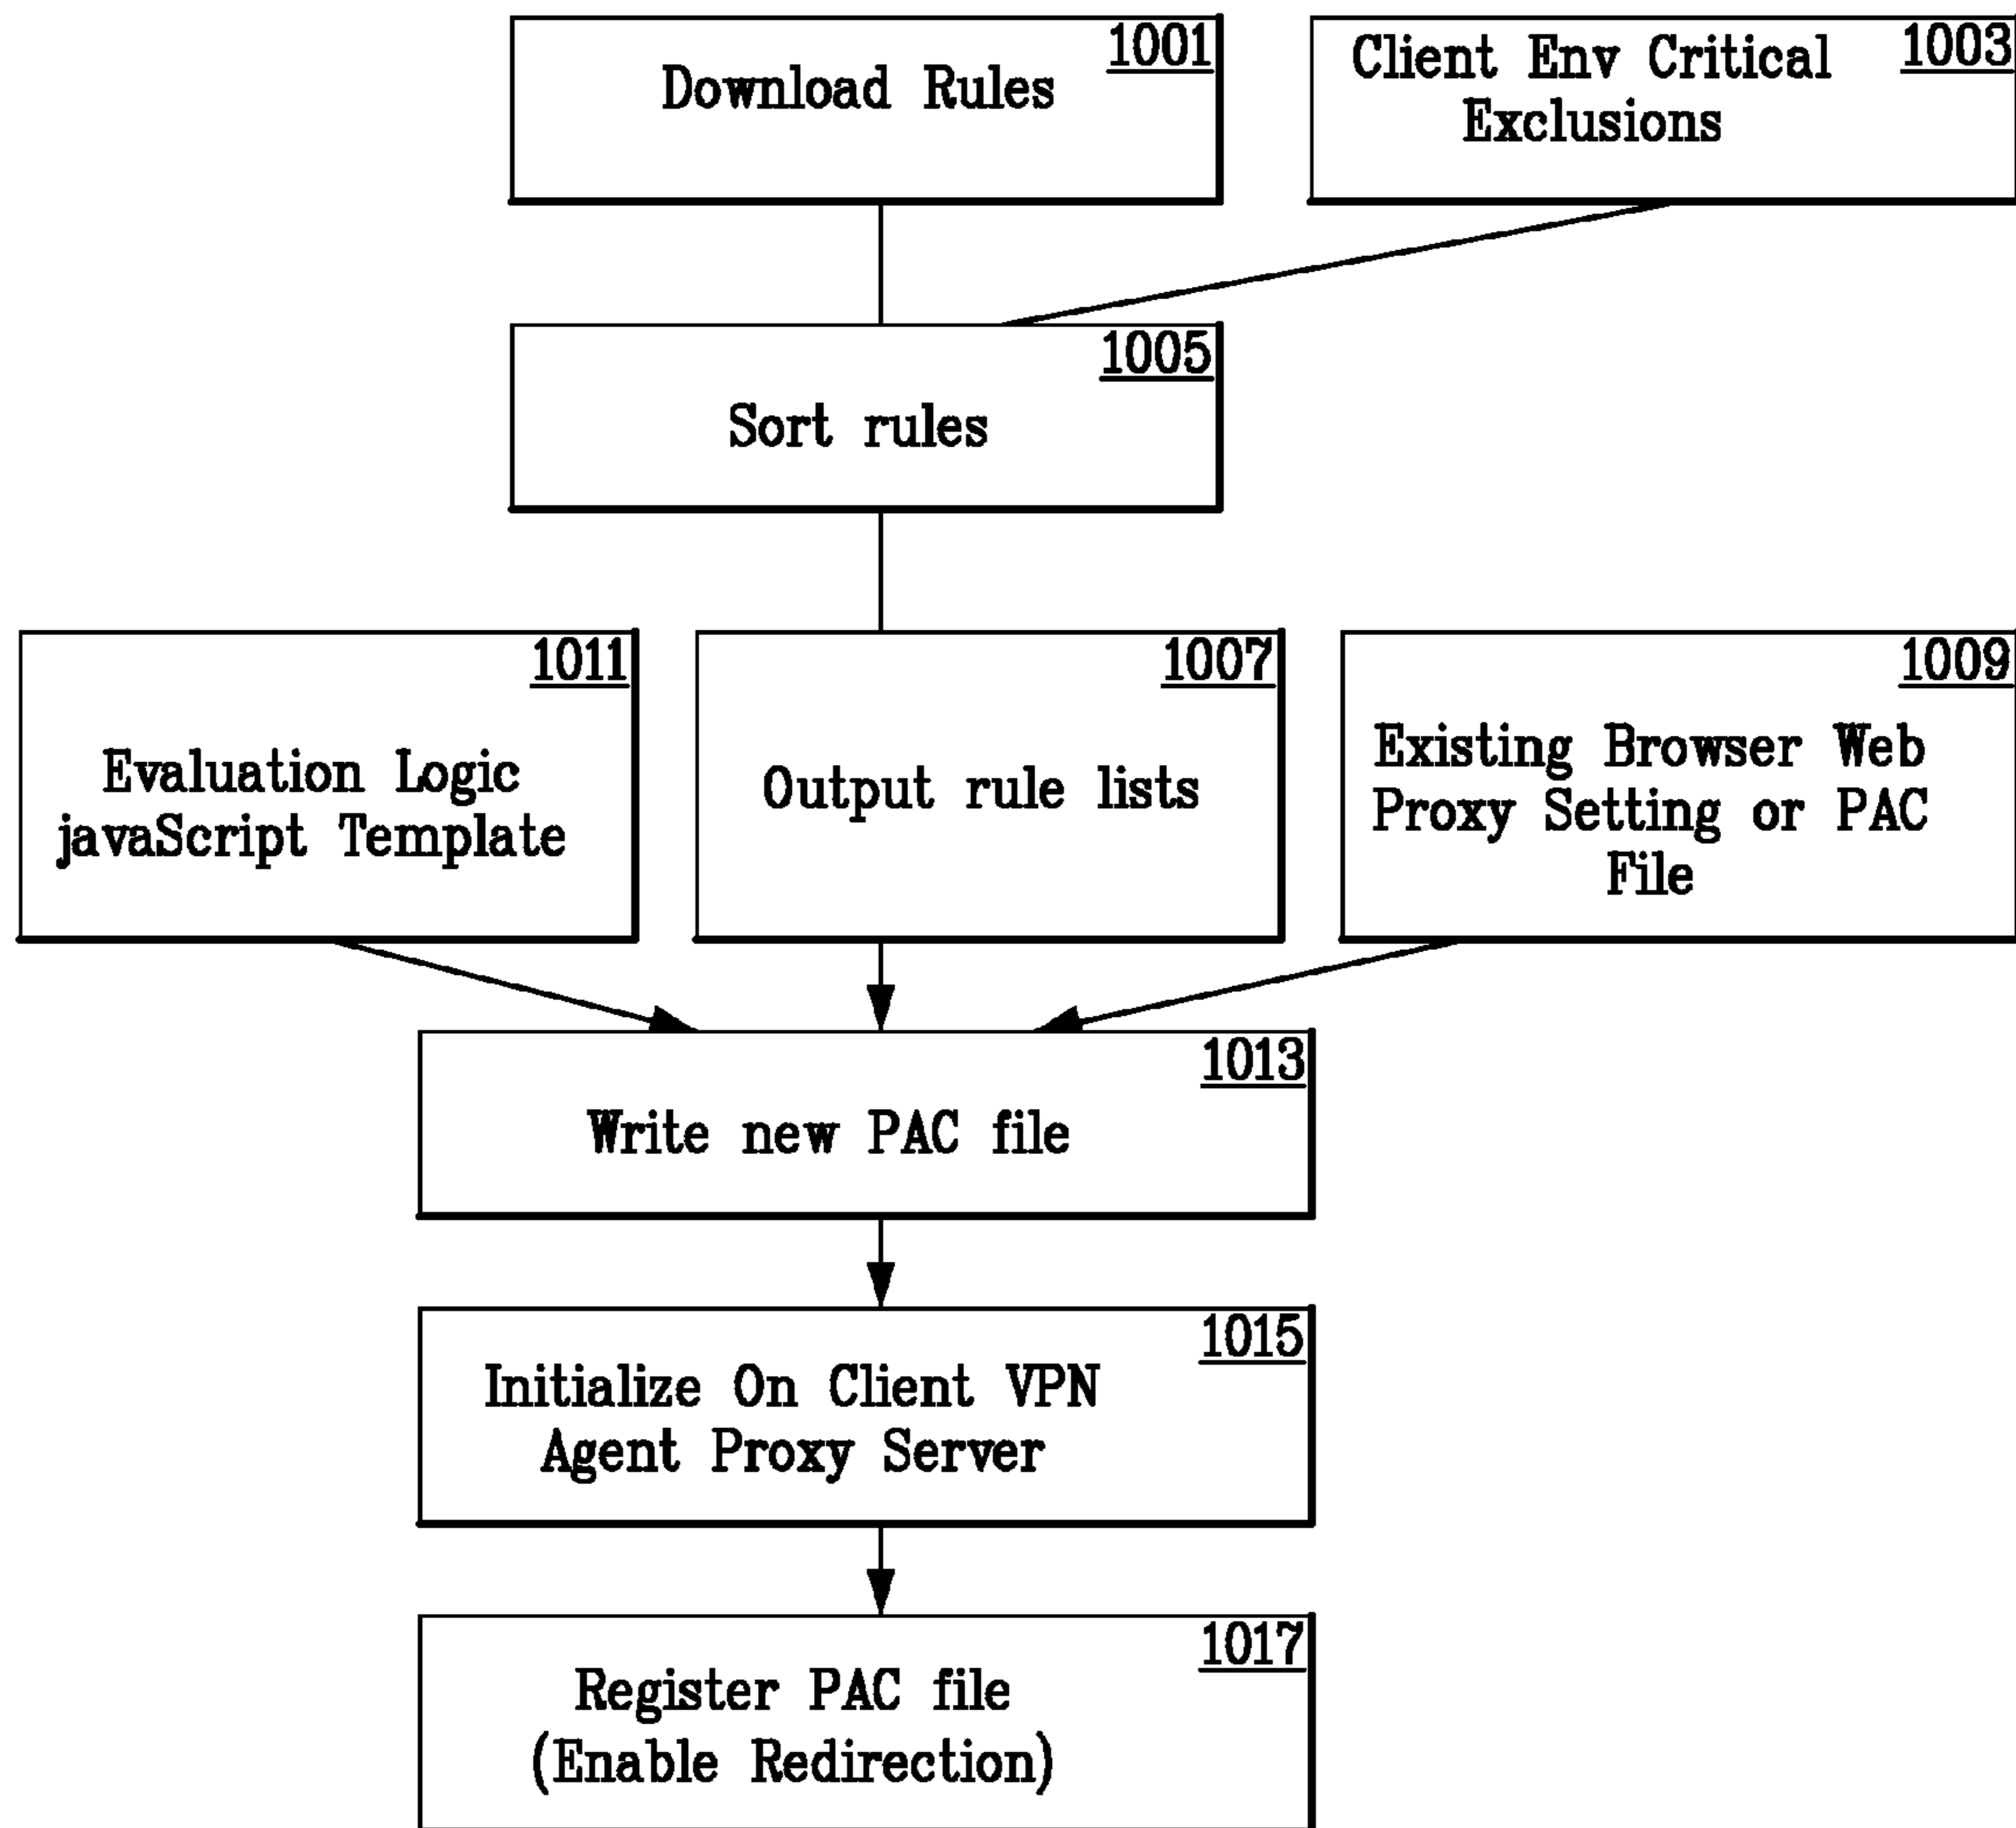 1001
Download Rules
1003
Client Env Critical
Exclusions
1005
Sort rules
1011
Evaluation Logic
javaScript Template
1007
Output rule lists
1009
Existing Browser Web
Proxy Setting or PAC
File
1013
Write new PAC file
1015
Initialize On Client VPN
Agent Proxy Server
1017
Register PAC file
(Enable Redirection)